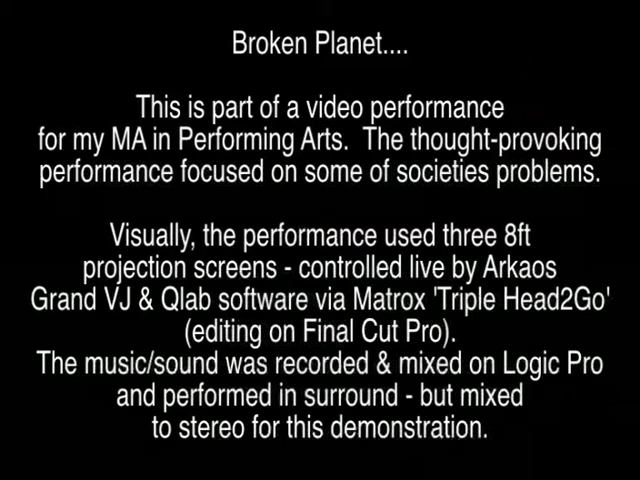 Broken Planet....
This is part of a video performance
for my MA in Performing Arts.  The thought-provoking
performance focused on some of societies problems.
Visually, the performance used three 8ft
projection screens - controlled live by Arkaos
Grand VJ & Qlab software via Matrox 'Triple Head2Go'
(editing on Final Cut Pro).
The music/sound was recorded & mixed on Logic Pro
and performed in surround - but mixed
to stereo for this demonstration.